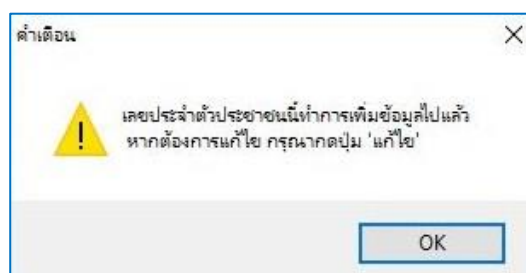 คำเตือน
เลขประจำตัวประชาชนนี้ทำการเพิ่มข้อมูลไปแล้ว
หากต้องการแก้ไข กรุณากดปุ่ม 'แก้ไข'
OK